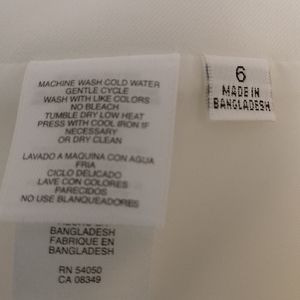 MACHINE WASH COLD WATER
GENTLE CYCLE
WASH WITH LIKE COLORS
NO BLEACH
TUMBLE DRY LOW HEAT
PRESS WITH COOL IRON IF
NECESSARY
OR DRY CLEAN
LAVADO A MAQUINA CON AGUA
FRIA
CICLO DELICADO
LAVE CON COLORES
PARECIDOS
NO USE BLANQUEADORES
HECHO EN
BANGLADESH
FABRIQUE EN
BANGLADESH
RN 54050
CA 08349
6
MADE IN
BANGLADESH